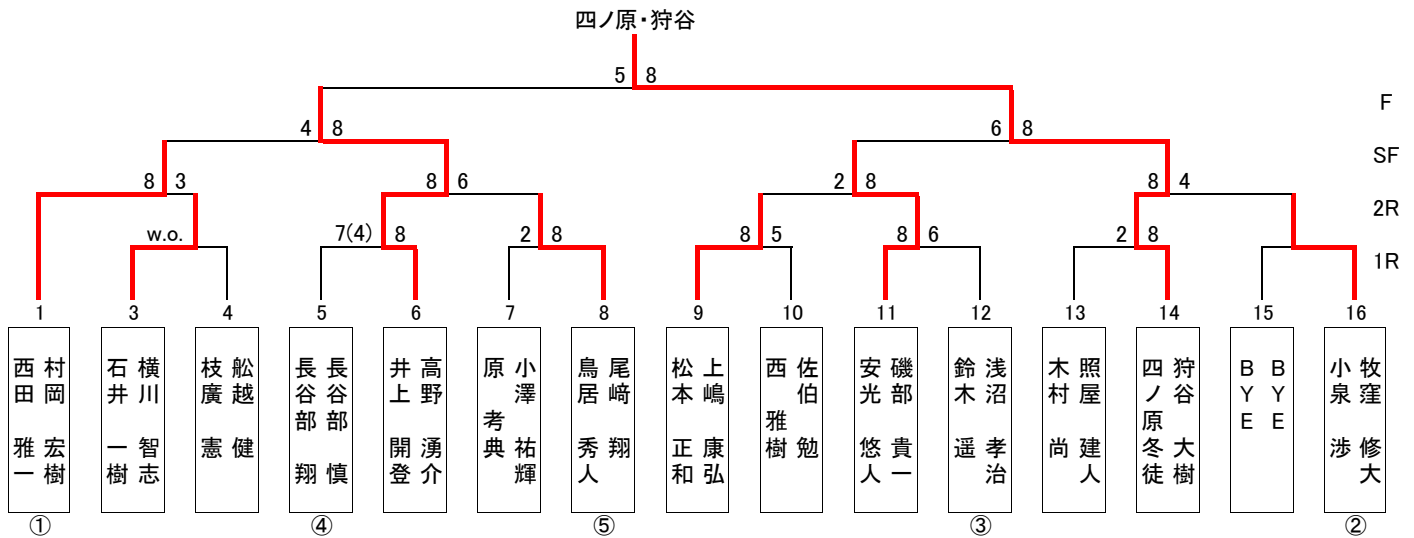 四ノ原・狩谷
5 8
F
4 8
6 8
SF
8 3
8 6
2 8
8 4
2R
w.o.
7(4) 8
2 8
8 5
8 6
2 8
1R
1 3 4 5 6 7 8 9 10 11 12 13 14 15 16
西田 雅一
村岡 宏樹
石井 一樹
横川 智志
枝廣 憲
舩越 健
長谷部 翔
長谷部 慎
井上 開登
高野 湧介
原 考典
小澤 祐輝
鳥居 秀人
尾﨑 翔
松本 正和
上嶋 康弘
西 雅樹
佐伯 勉
安光 悠人
磯部 貴一
鈴木 遥
浅沼 孝治
木村 尚
照屋 建人
四ノ原冬徒
狩谷 大樹
BYE
BYE
小泉 渉
牧窪 修大
① ④ ⑤ ③ ②